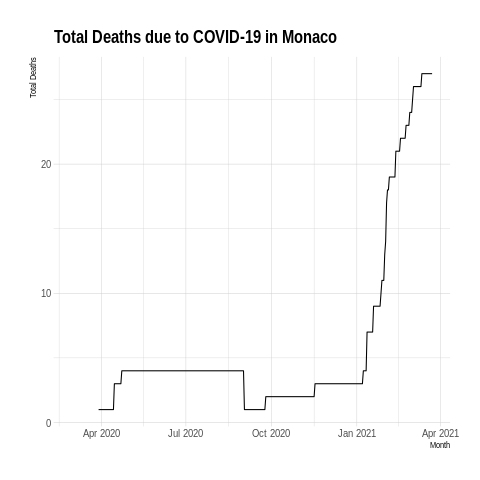 Total Deaths due to COVID-19 in Monaco
Total Deaths
20
10
0
Apr 2020
Jul 2020
Oct 2020
Jan 2021
Apr 2021
Month